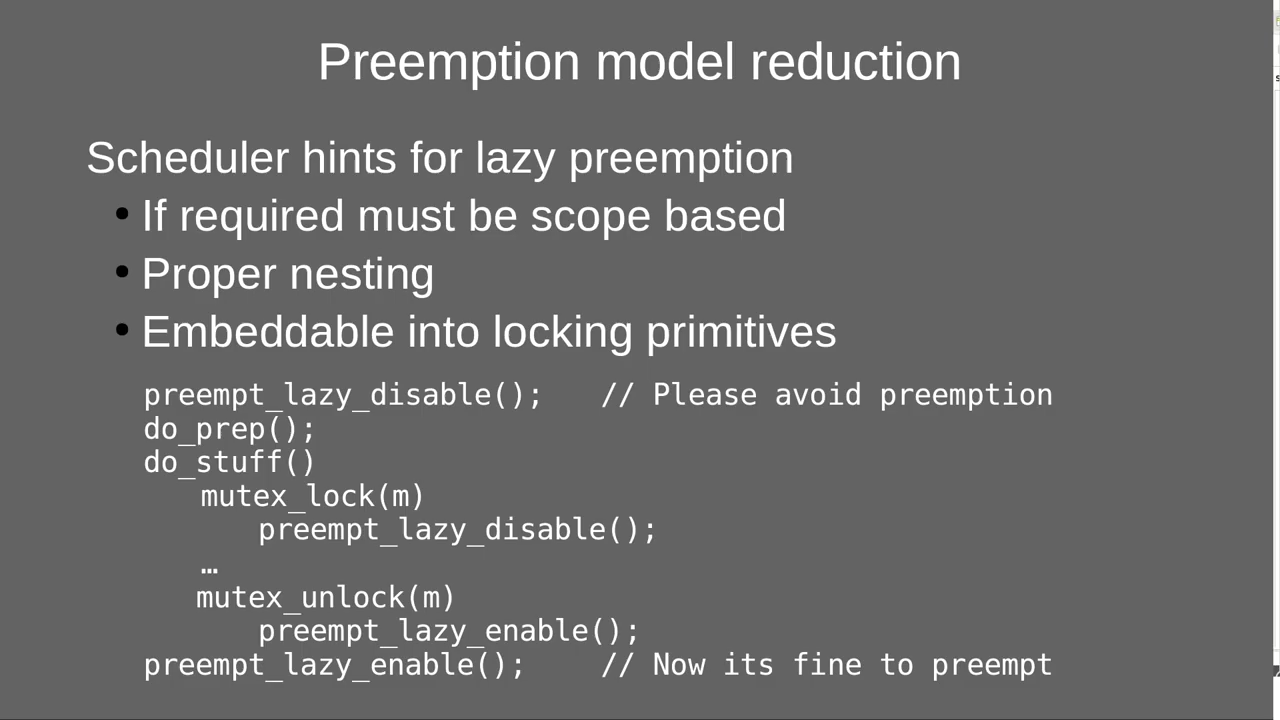 Preemption model reduction
Scheduler hints for lazy preemption
• If required must be scope based
• Proper nesting
• Embeddable into locking primitives
preempt_lazy_disable(); // Please avoid preemption
do_prep();
do_stuff()
mutex_lock(m)
preempt_lazy_disable();
…
mutex_unlock(m)
preempt_lazy_enable();
preempt_lazy_enable(); // Now its fine to preempt